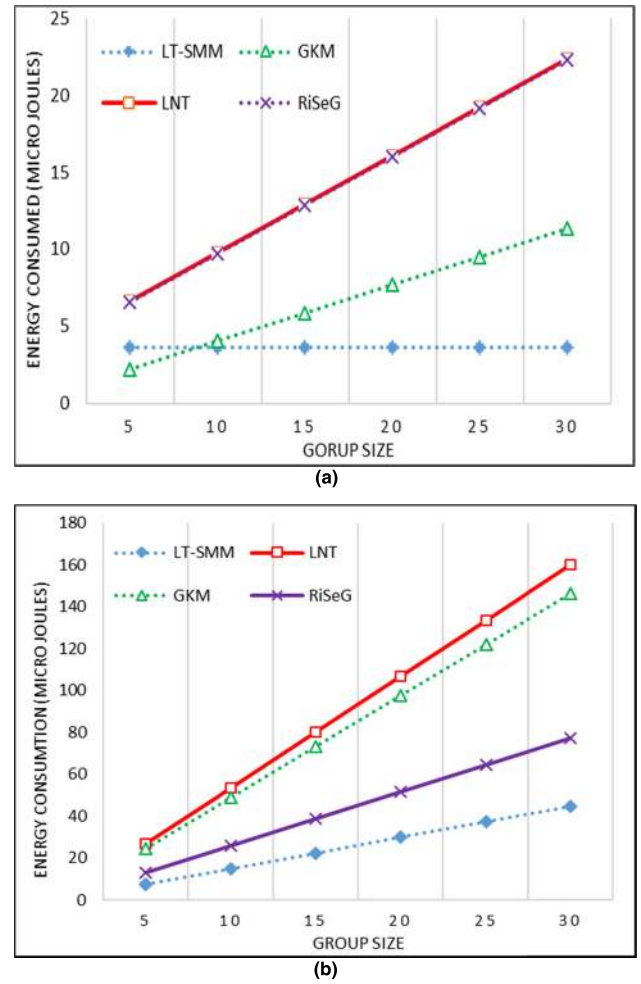 25
20
15
10
5
0
ENERGY CONSUMED (MICRO JOULES)
LT-SMM GKM
LNT RiSeG
5 10 15 20 25 30
GORUP SIZE
(a)
180
160
140
120
100
80
60
40
20
0
ENERGY CONSUMTION (MICRO JOULES)
LT-SMM LNT
GKM RiSeG
5 10 15 20 25 30
GROUP SIZE
(b)